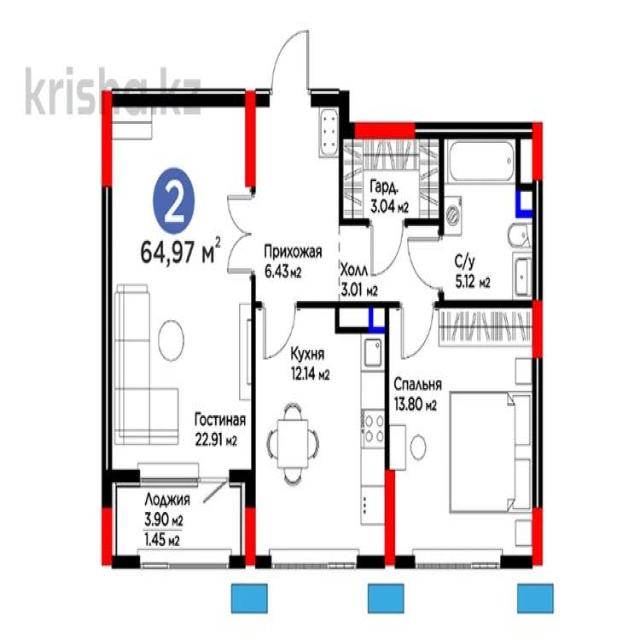 krisha.kz
2
64,97 м²
Гард.
3.04 м2
Прихожая
6.43 м2
Холл
3.01 м2
С/у
5.12 м2
Кухня
12.14 м2
Спальня
13.80 м2
Гостиная
22.91 м2
Лоджия
3.90 м2
1.45 м2